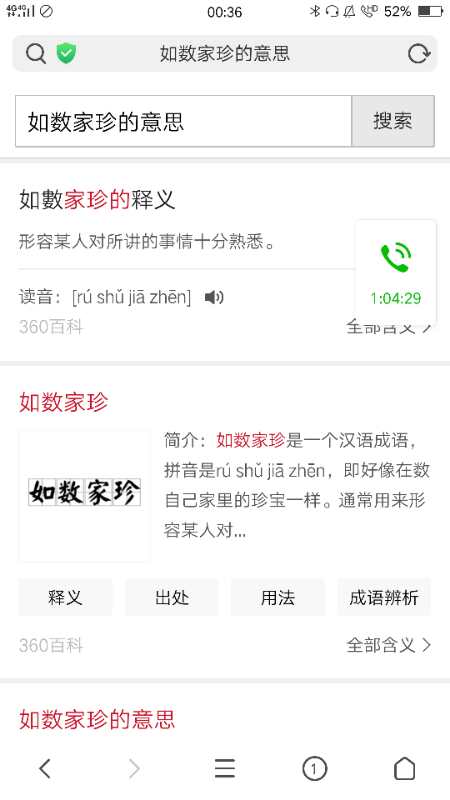 4G 4G
00:36
52%
如数家珍的意思
如数家珍的意思
搜索
如數家珍的释义
形容某人对所讲的事情十分熟悉。
读音：[rú shǔ jiā zhēn]
1:04:29
360百科
全部含义
如数家珍
如数家珍
简介：如数家珍是一个汉语成语，
拼音是rú shǔ jiā zhēn，即好像在数
自己家里的珍宝一样。通常用来形
容某人对...
释义
出处
用法
成语辨析
360百科
全部含义
如数家珍的意思
1